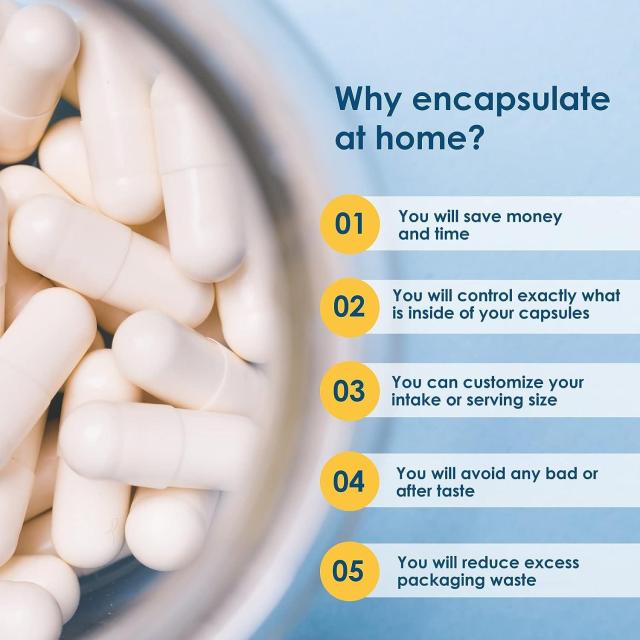 Why encapsulate
at home?
01
You will save money
and time
02
You will control exactly what
is inside of your capsules
03
You can customize your
intake or serving size
04
You will avoid any bad or
after taste
05
You will reduce excess
packaging waste